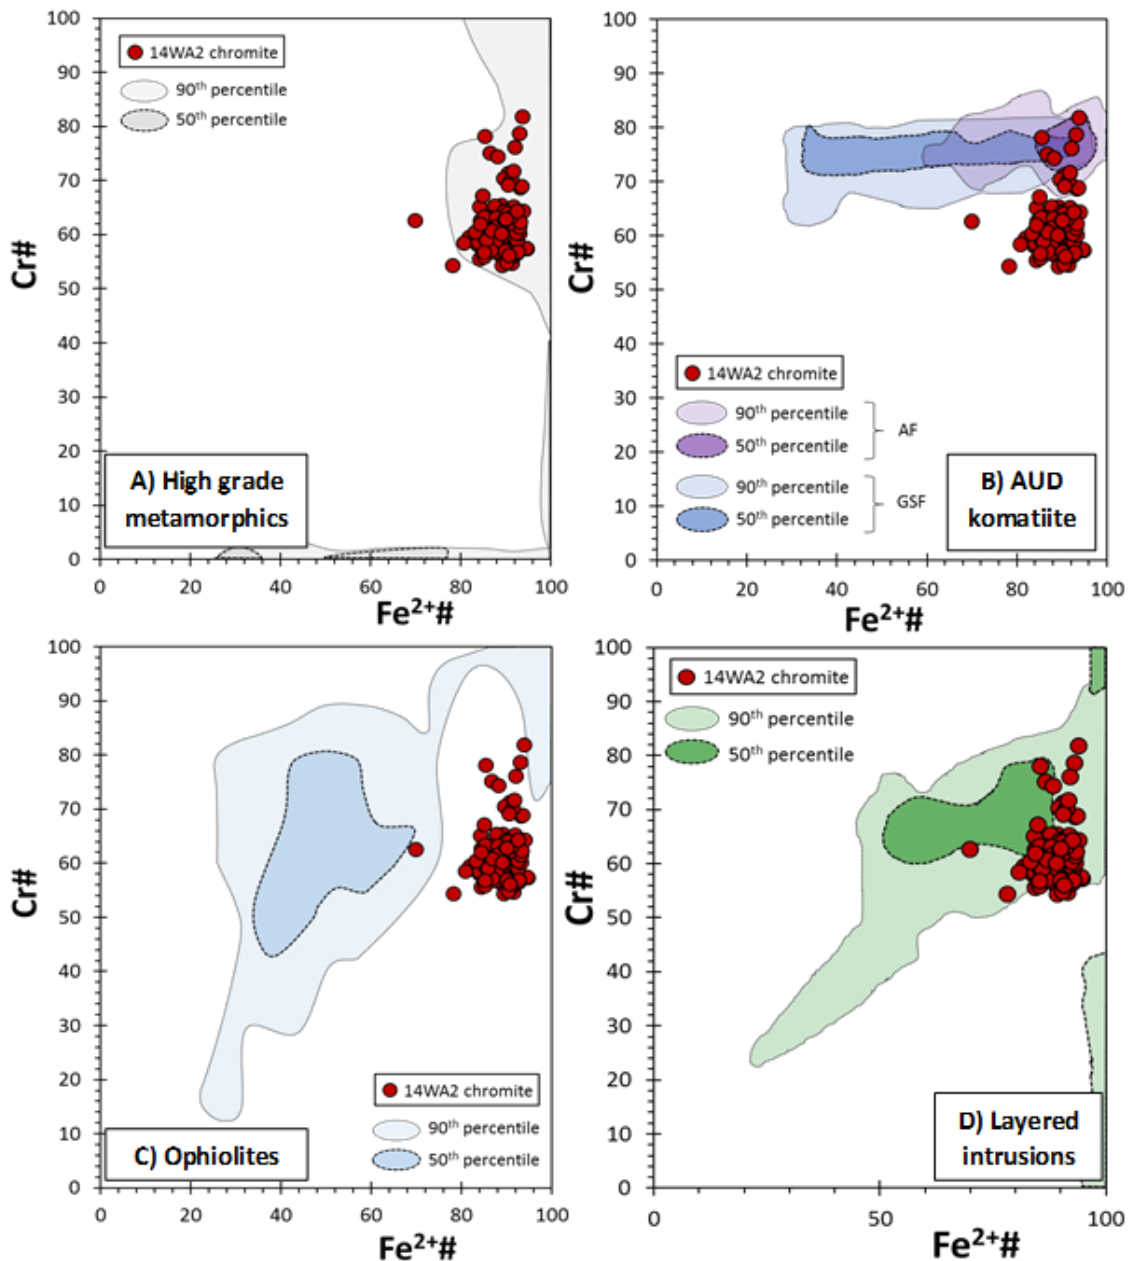 100
90
80
70
60
50
40
30
20
10
0
Cr#
14WA2 chromite
90th percentile
50th percentile
A) High grade
metamorphics
0 20 40 60 80 100
Fe2+#
100
90
80
70
60
50
40
30
20
10
0
Cr#
14WA2 chromite
90th percentile
AF
50th percentile
90th percentile
GSF
50th percentile
B) AUD
komatiite
0 20 40 60 80 100
Fe2+#
100
90
80
70
60
50
40
30
20
10
0
Cr#
14WA2 chromite
90th percentile
50th percentile
C) Ophiolites
0 20 40 60 80 100
Fe2+#
100
90
80
70
60
50
40
30
20
10
0
Cr#
14WA2 chromite
90th percentile
50th percentile
D) Layered
intrusions
0 50 100
Fe2+#